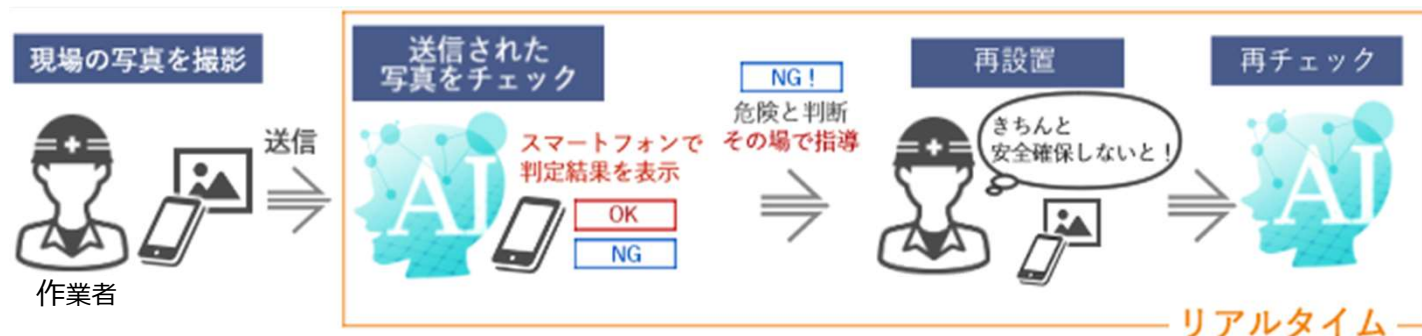 現場の写真を撮影
作業者
送信
送信された
写真をチェック
AI
スマートフォンで
判定結果を表示
OK
NG
NG!
危険と判断
その場で指導
再設置
きちんと
安全確保しないと!
再チェック
AI
リアルタイム